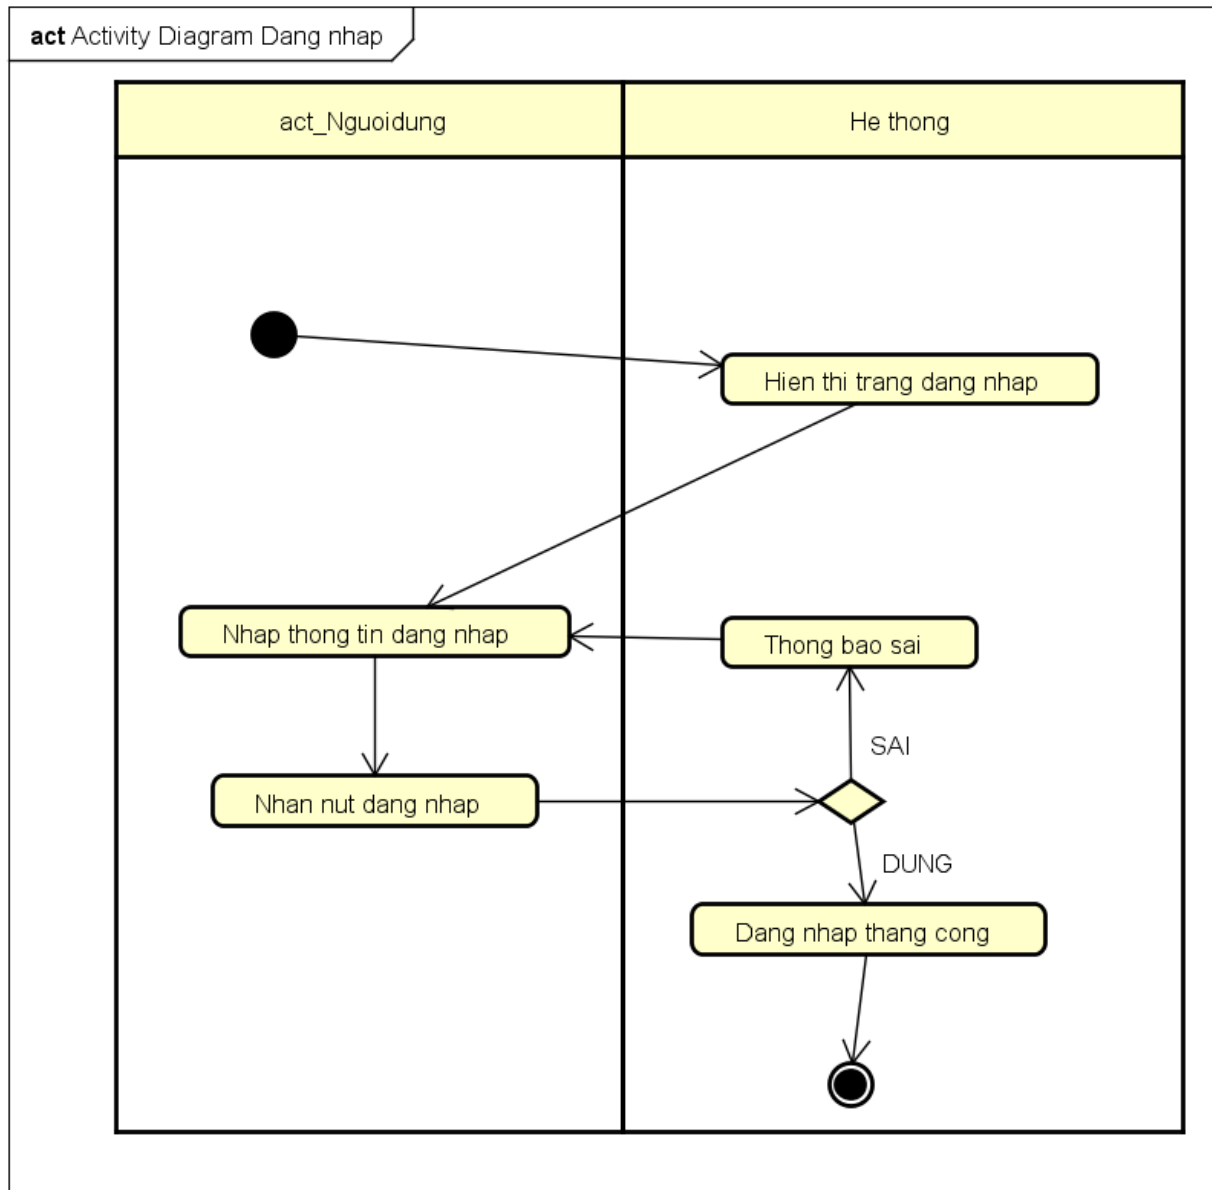 act Activity Diagram Dang nhap
act_Nguoidung
He thong
Hien thi trang dang nhap
Nhap thong tin dang nhap
Thong bao sai
SAI
Nhan nut dang nhap
DUNG
Dang nhap thang cong